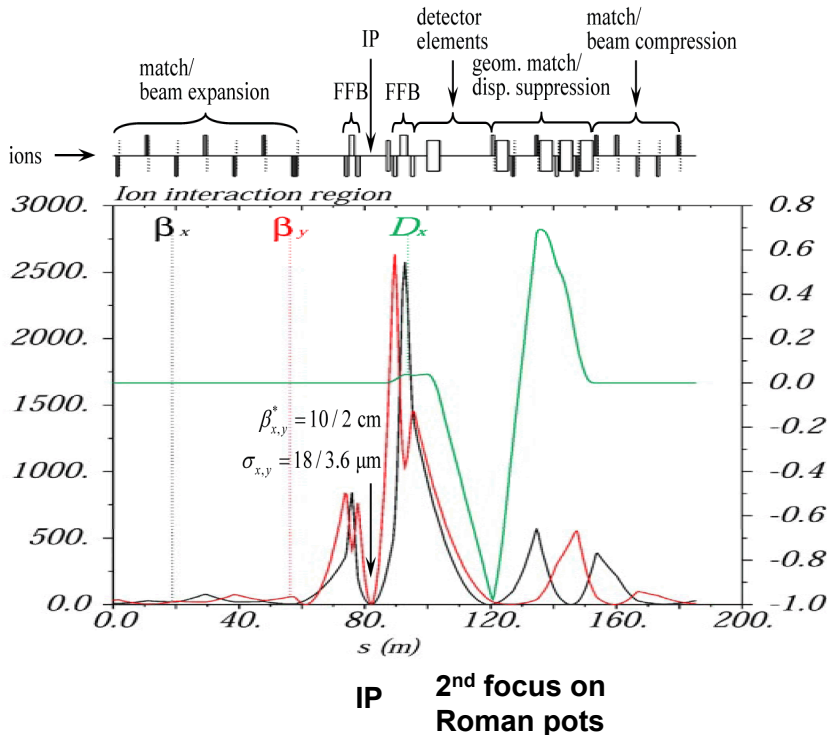 detector
elements
match/
beam compression
IP
match/
beam expansion
FFB
FFB
geom. match/
disp. suppression
ions
Ion interaction region
3000.
2500.
2000.
1500.
1000.
500.
0.0
βx
βy
Dx
0.8
0.6
0.4
0.2
0.0
-0.2
-0.4
-0.6
-0.8
-1.0
β*x,y = 10 / 2 cm
σx,y = 18 / 3.6 μm
0.0
40.
80.
120.
160.
200.
s (m)
IP
2nd focus on
Roman pots